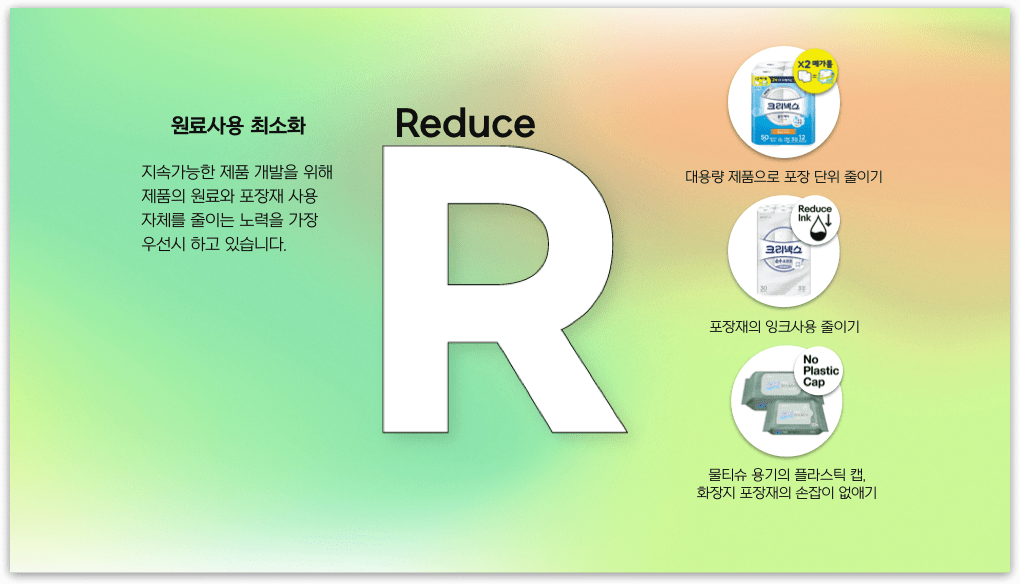 원료사용 최소화
지속가능한 제품 개발을 위해
제품의 원료와 포장재 사용
자체를 줄이는 노력을 가장
우선시 하고 있습니다.
Reduce
R
X2 메가롤
크리넥스
대용량 제품으로 포장 단위 줄이기
Reduce
Ink
크리넥스
포장재의 잉크사용 줄이기
No
Plastic
Cap
물티슈 용기의 플라스틱 캡,
화장지 포장재의 손잡이 없애기